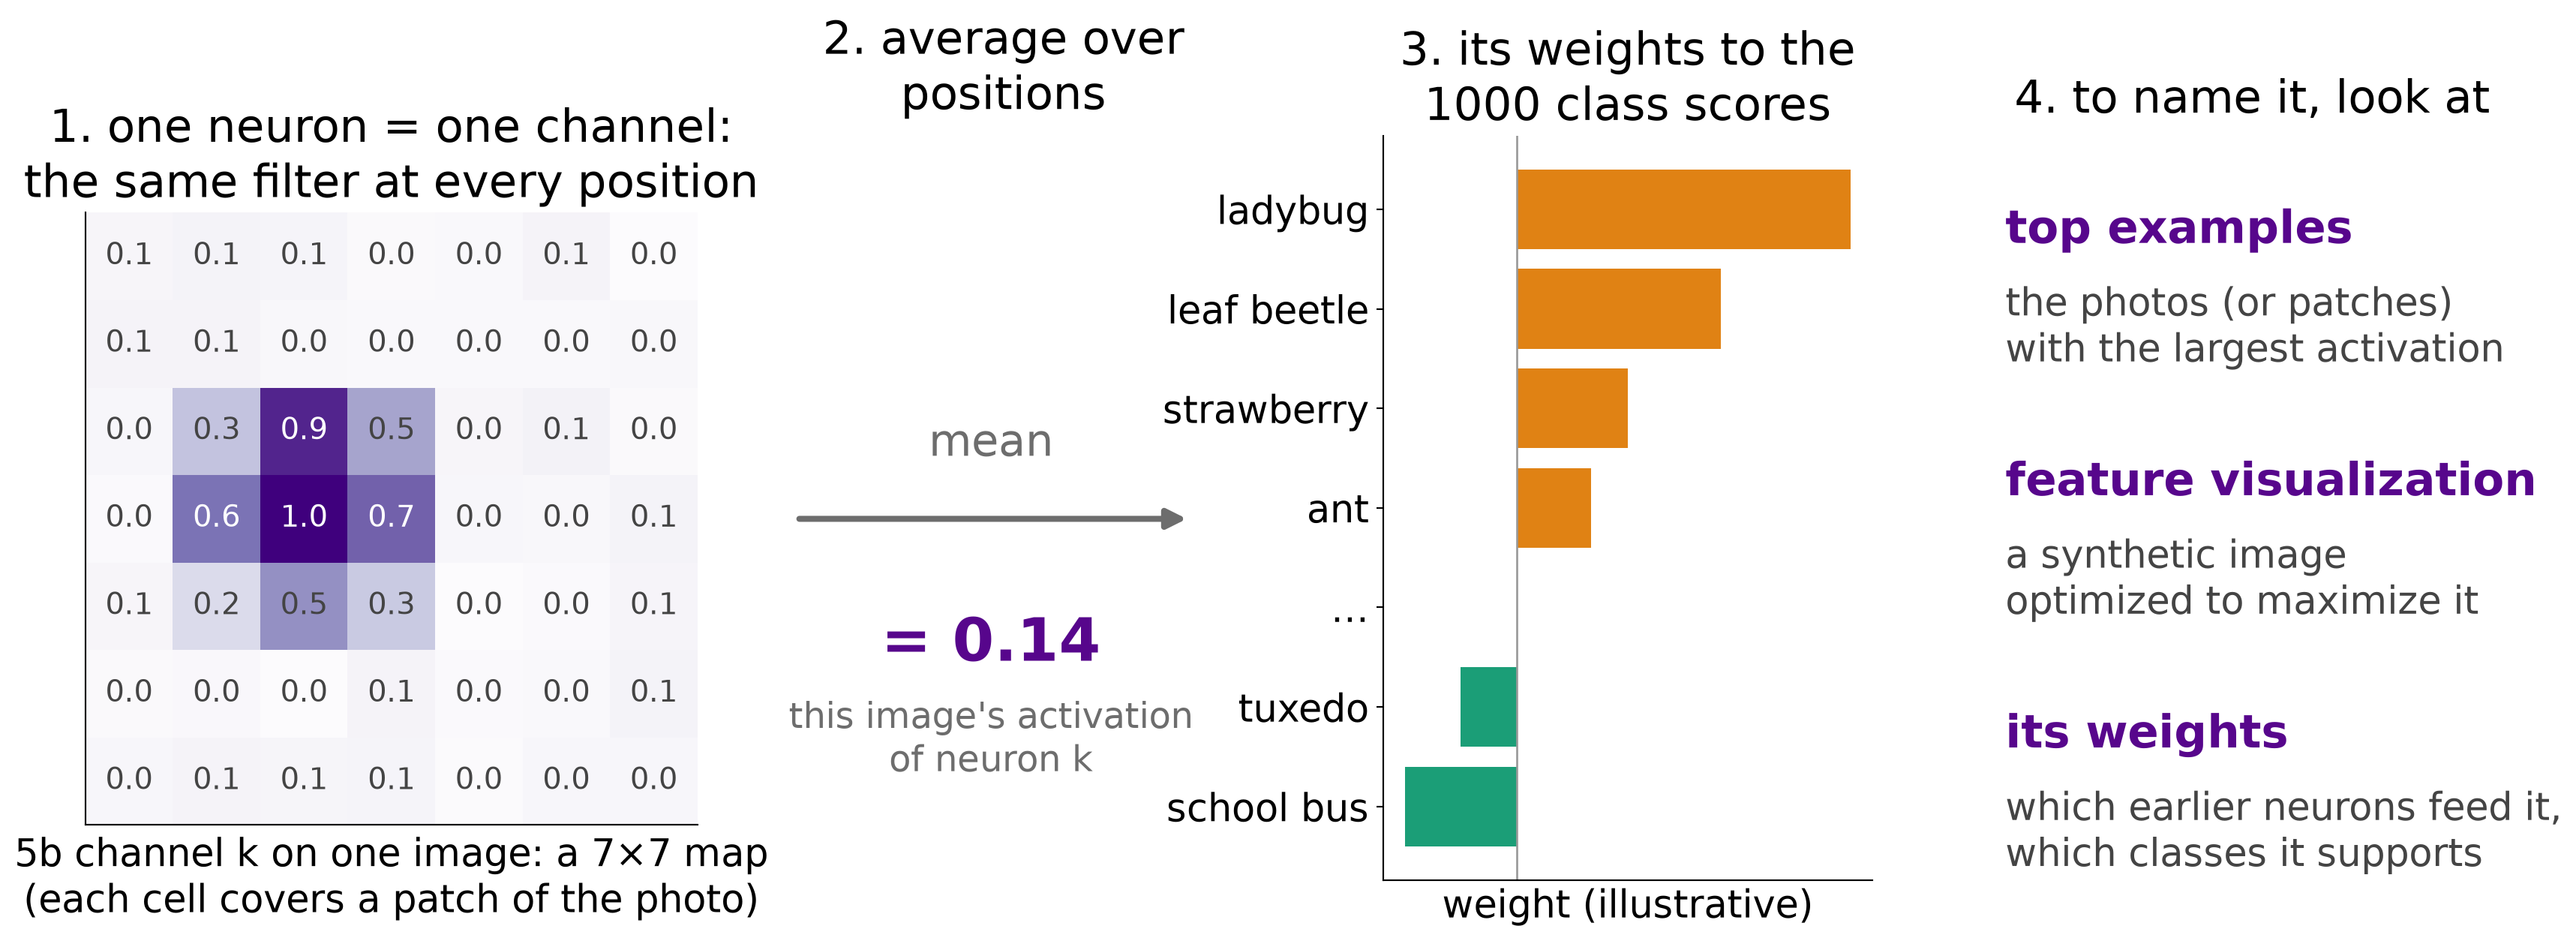 1. one neuron = one channel:
the same filter at every position
0.1 0.1 0.1 0.0 0.0 0.1 0.0
0.1 0.1 0.0 0.0 0.0 0.0 0.0
0.0 0.3 0.9 0.5 0.0 0.1 0.0
0.0 0.6 1.0 0.7 0.0 0.0 0.1
0.1 0.2 0.5 0.3 0.0 0.0 0.1
0.0 0.0 0.0 0.1 0.0 0.0 0.1
0.0 0.1 0.1 0.1 0.0 0.0 0.0
5b channel k on one image: a 7×7 map
(each cell covers a patch of the photo)
2. average over
positions
mean
= 0.14
this image's activation
of neuron k
3. its weights to the
1000 class scores
ladybug
leaf beetle
strawberry
ant
...
tuxedo
school bus
weight (illustrative)
4. to name it, look at
top examples
the photos (or patches)
with the largest activation
feature visualization
a synthetic image
optimized to maximize it
its weights
which earlier neurons feed it,
which classes it supports